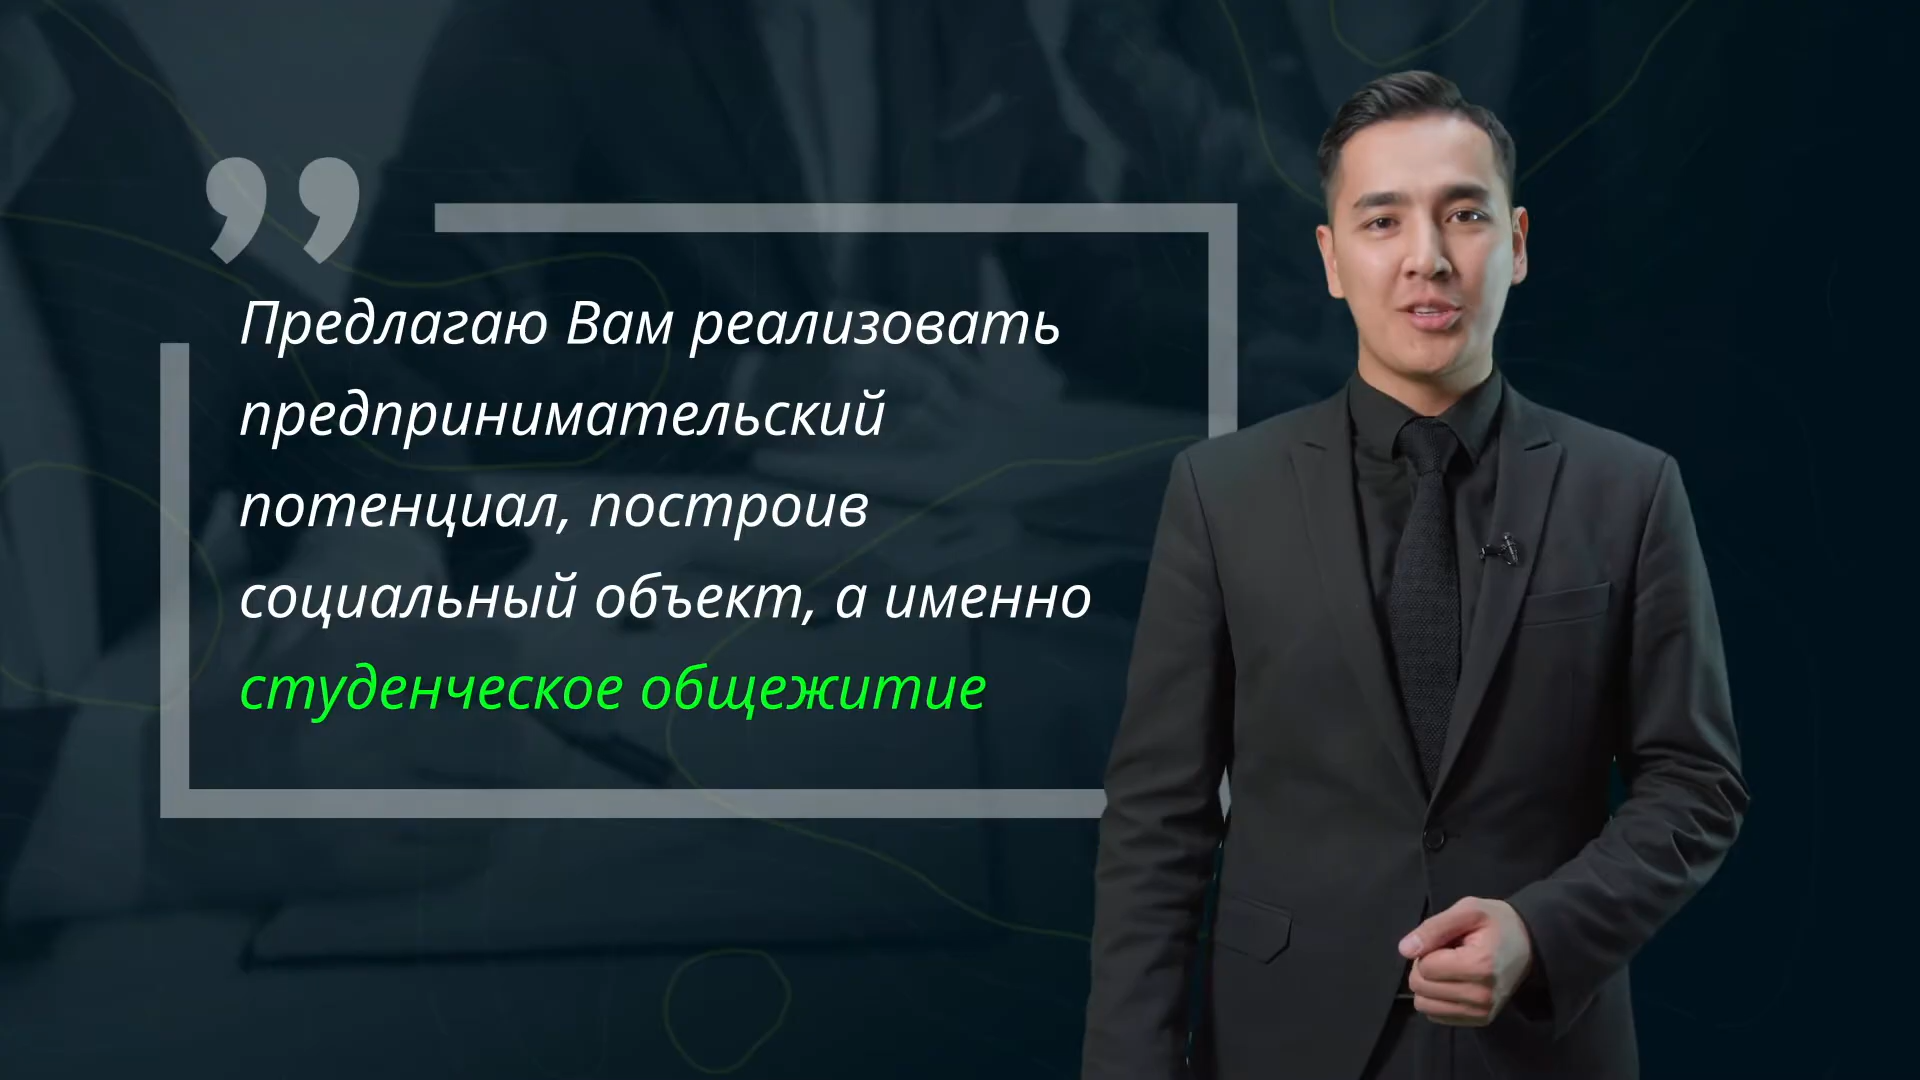 Предлагаю Вам реализовать
предпринимательский
потенциал, построив
социальный объект, а именно
студенческое общежитие